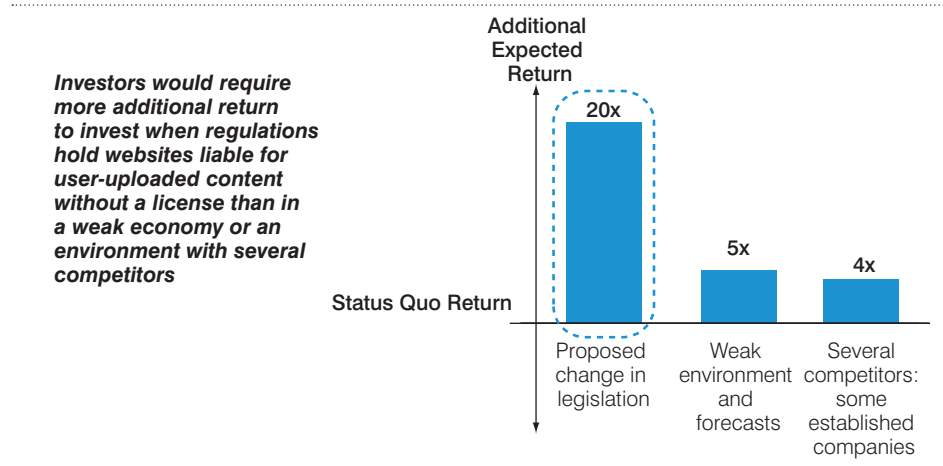 Additional
Expected
Return
Investors would require
more additional return
to invest when regulations
hold websites liable for
user-uploaded content
without a license than in
a weak economy or an
environment with several
competitors
20x
5x
4x
Status Quo Return
Proposed
change in
legislation
Weak
environment
and
forecasts
Several
competitors:
some
established
companies